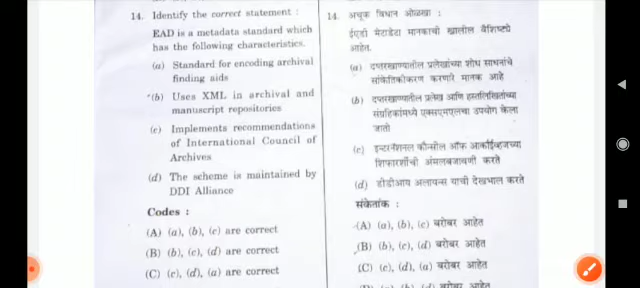 14. Identify the correct statement :
EAD is a metadata standard which
has the following characteristics.
(a) Standard for encoding archival
finding aids
(b) Uses XML in archival and
manuscript repositories
(c) Implements recommendations
of International Council of
Archives
(d) The scheme is maintained by
DDI Alliance
Codes :
(A) (a), (b), (c) are correct
(B) (b), (c), (d) are correct
(C) (c), (d), (a) are correct
14. अचूक विधान ओळखा :
ईएडी मेटाडेटा मानकाची खालील वैशिष्ट्ये
आहेत.
(a) दप्तरखाण्यातील प्रलेखांच्या शोध साधनांचे
सांकेतिकीकरण करणारे मानक आहे
(b) दप्तरखाण्यातील प्रलेख आणि हस्तलिखितांच्या
संग्रहिकांमध्ये एक्सएमएलचा उपयोग केला
जातो
(c) इन्टरनॅशनल कौन्सील ऑफ आर्काईव्हजच्या
शिफारशींची अंमलबजावणी करते
(d) डीडीआय अलायन्स याची देखभाल करते
संकेतांक :
(A) (a), (b), (c) बरोबर आहेत
(B) (b), (c), (d) बरोबर आहेत
(C) (c), (d), (a) बरोबर आहेत